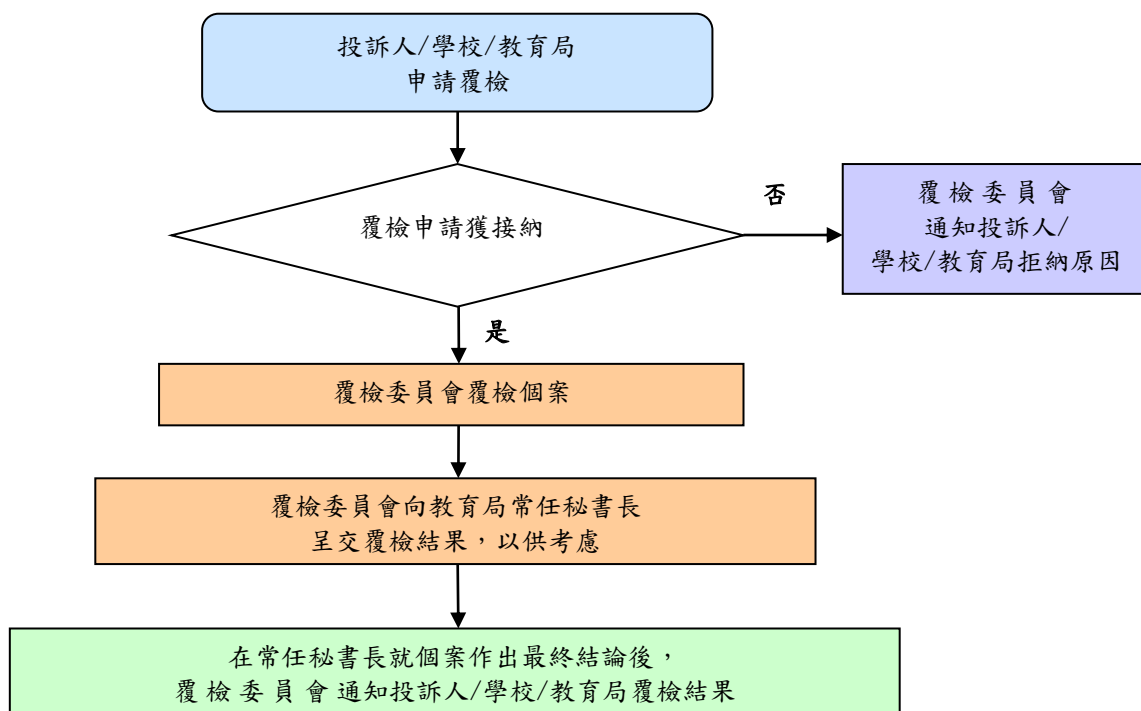 投訴人/學校/教育局
申請覆檢
覆檢申請獲接納
否
覆檢委員會
通知投訴人/
學校/教育局拒納原因
是
覆檢委員會覆檢個案
覆檢委員會向教育局常任秘書長
呈交覆檢結果，以供考慮
在常任秘書長就個案作出最終結論後，
覆檢委員會通知投訴人/學校/教育局覆檢結果